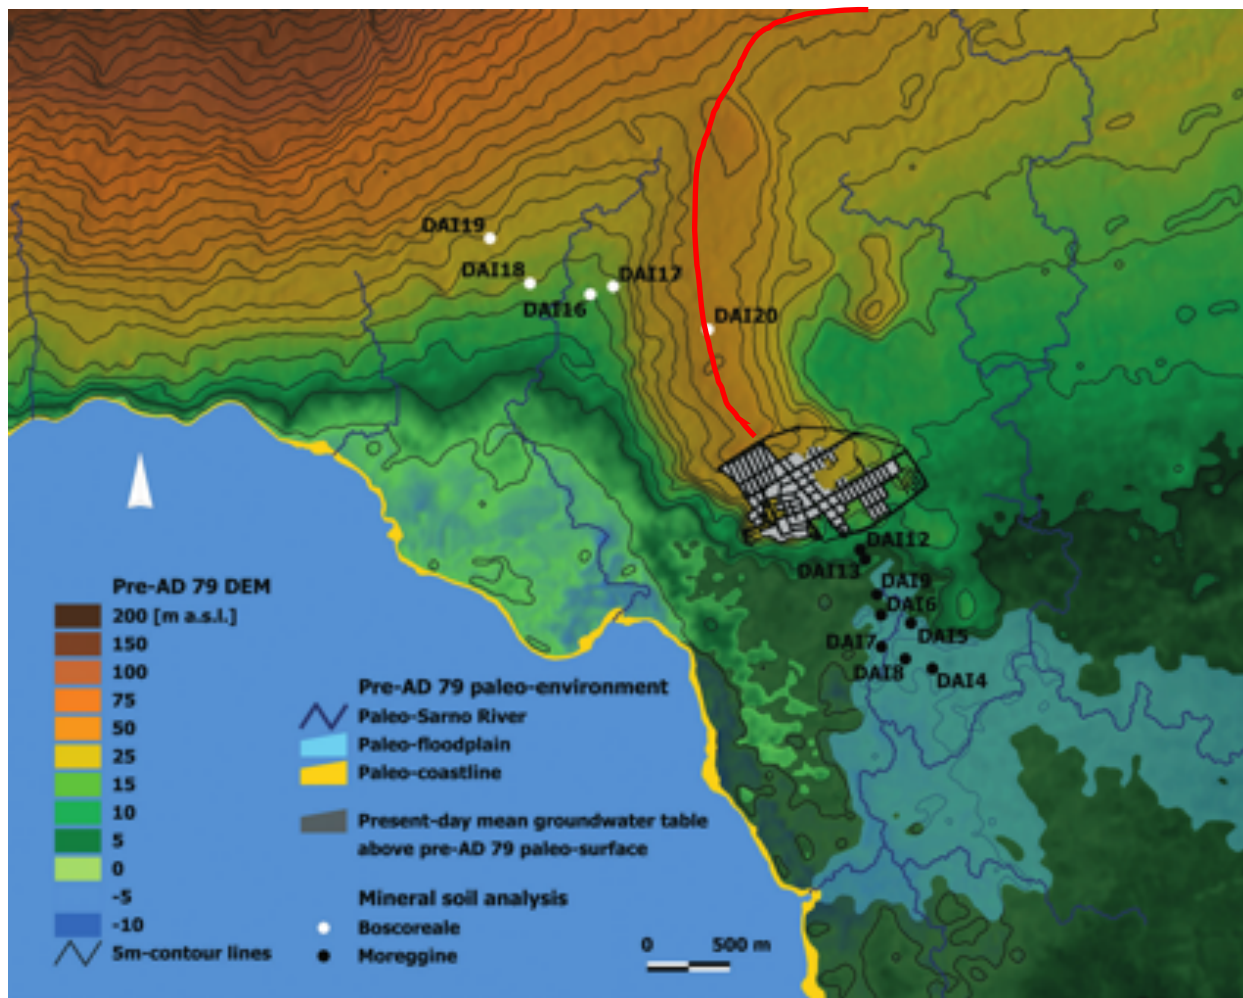 DAI19
DAI18
DAI17
DAI16
DAI20
DAI12
DAI13
DAI9
DAI6
DAI5
DAI7
DAI8
DAI4
Pre-AD 79 DEM
200 [m a.s.l.]
150
100
75
50
25
15
10
5
0
-5
-10
5m-contour lines
Pre-AD 79 paleo-environment
Paleo-Sarno River
Paleo-floodplain
Paleo-coastline
Present-day mean groundwater table
above pre-AD 79 paleo-surface
Mineral soil analysis
Boscoreale
Moreggine
0 500 m